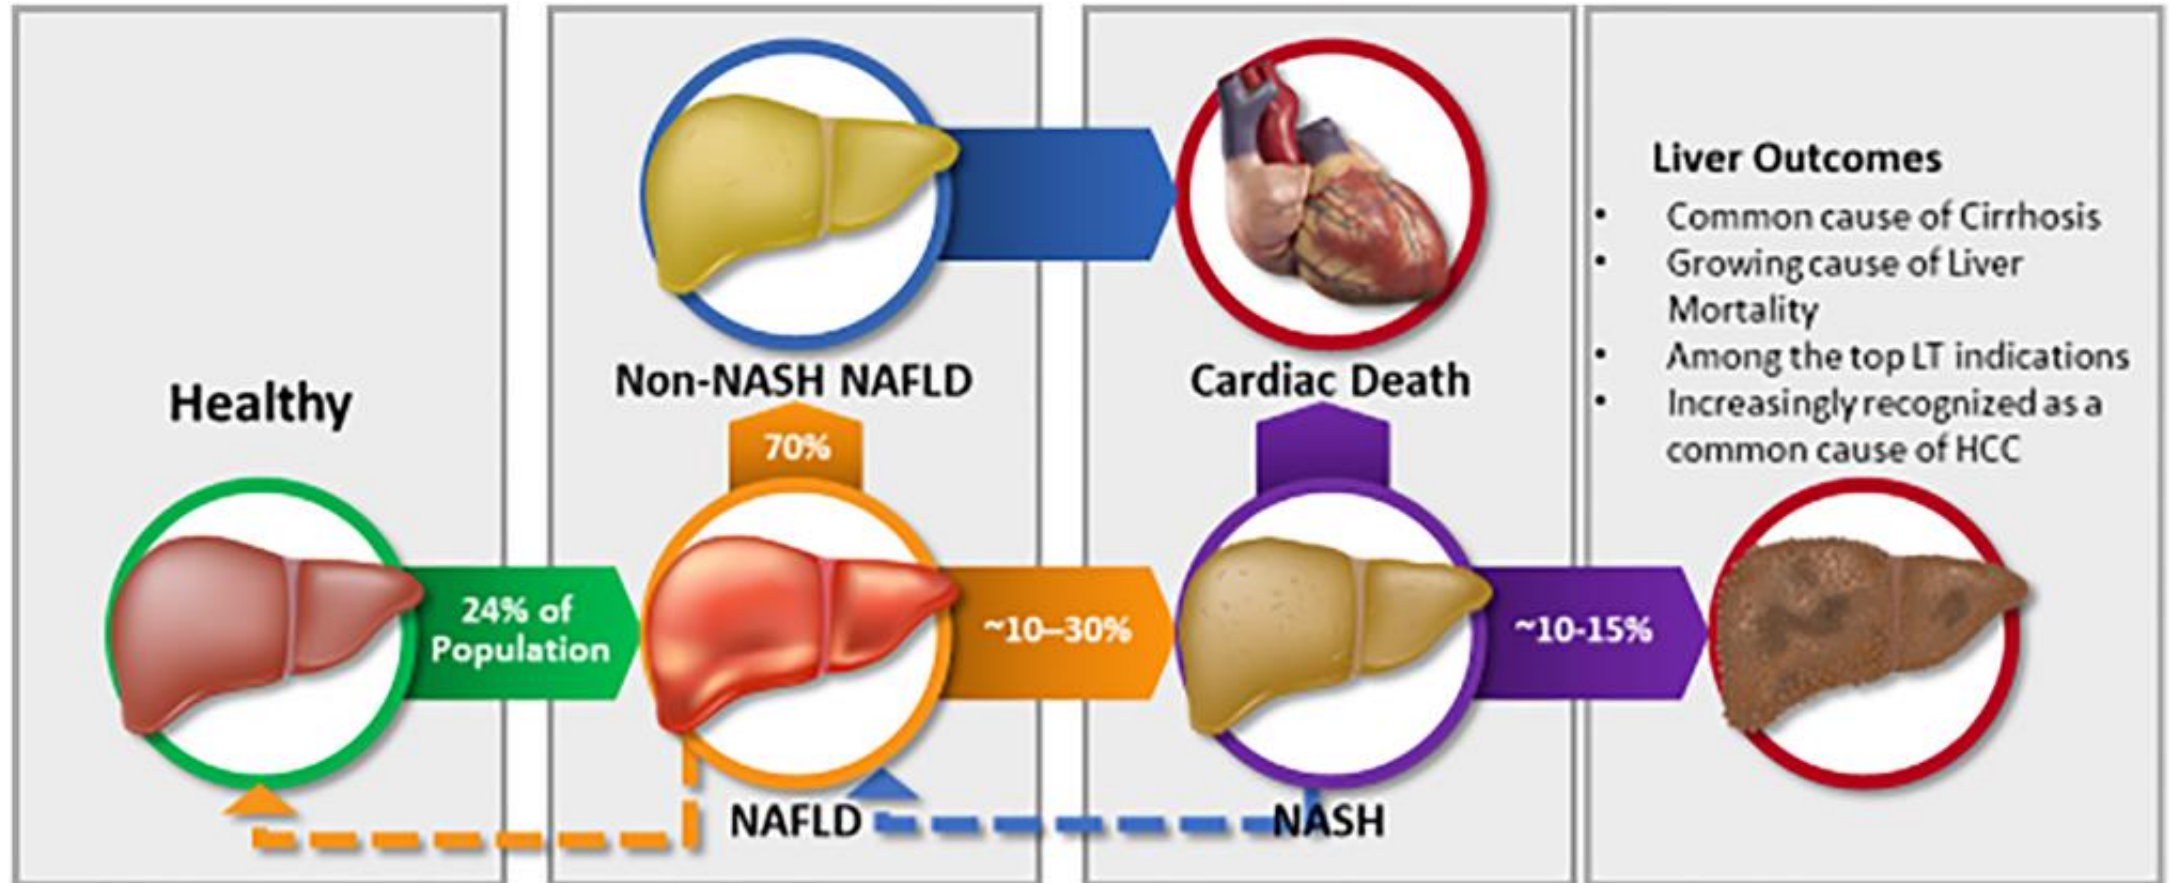 Healthy
24% of
Population
Non-NASH NAFLD
70%
NAFLD
~10–30%
Cardiac Death
NASH
~10-15%
Liver Outcomes
• Common cause of Cirrhosis
• Growing cause of Liver
Mortality
• Among the top LT indications
• Increasingly recognized as a
common cause of HCC